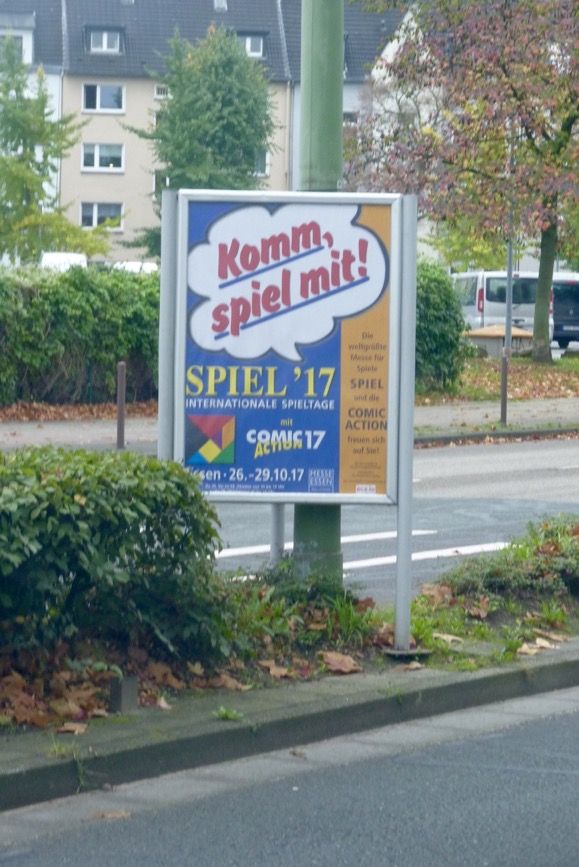 Komm,
spiel mit!
SPIEL '17
INTERNATIONALE SPIELTAGE
mit
COMIC 17
ACTION
Essen · 26.-29.10.17
MESSE
ESSEN
Die
weltgrößte
Messe für
Spiele
SPIEL
und die
COMIC
ACTION
freuen sich
auf Sie!